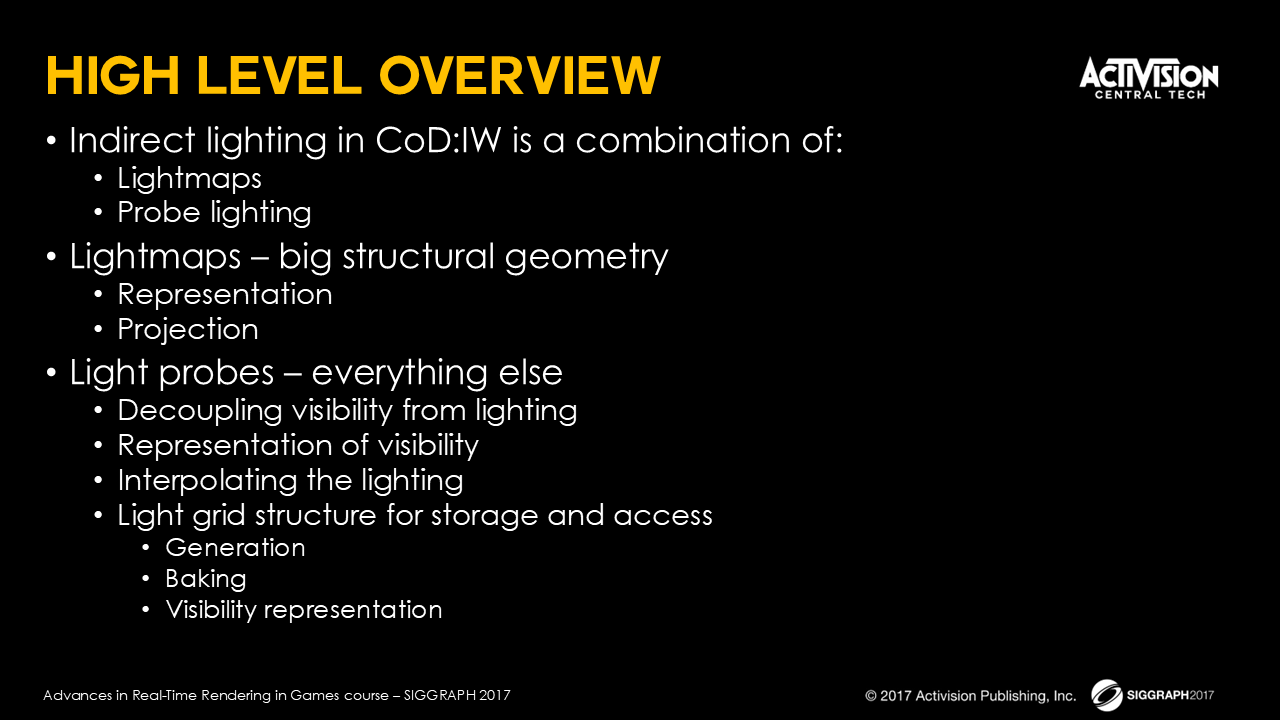 HIGH LEVEL OVERVIEW
ACTIVISION
CENTRAL TECH
• Indirect lighting in CoD:IW is a combination of:
• Lightmaps
• Probe lighting
• Lightmaps – big structural geometry
• Representation
• Projection
• Light probes – everything else
• Decoupling visibility from lighting
• Representation of visibility
• Interpolating the lighting
• Light grid structure for storage and access
• Generation
• Baking
• Visibility representation
Advances in Real-Time Rendering in Games course – SIGGRAPH 2017
© 2017 Activision Publishing, Inc.
SIGGRAPH2017